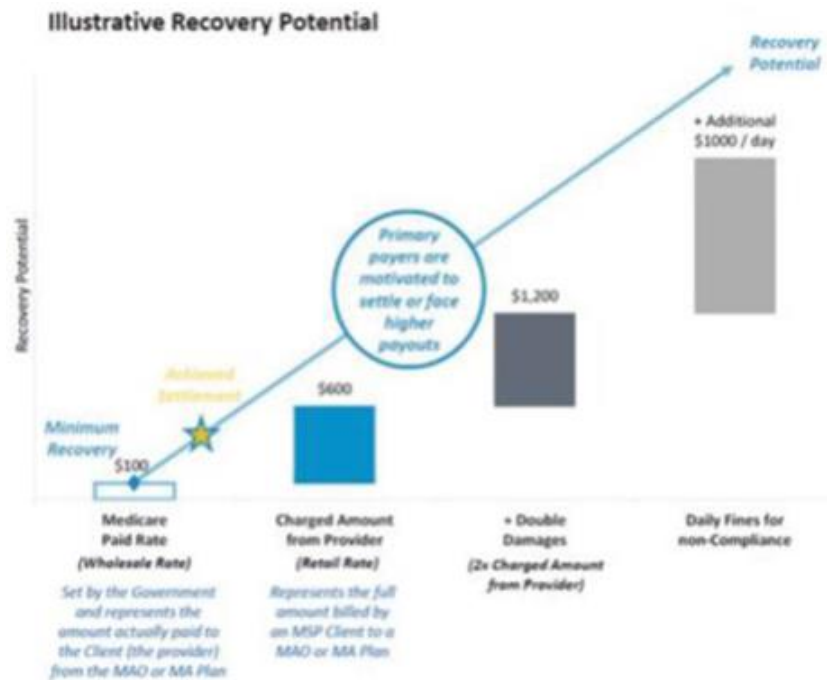 Illustrative Recovery Potential
Recovery
Potential
+ Additional
$1000 / day
Primary
payers are
motivated to
settle or face
higher
payouts
$1,200
Recovery Potential
Achieved
Settlement
$600
Minimum
Recovery
$100
Medicare
Paid Rate
(Wholesale Rate)
Set by the Government
and represents the
amount actually paid to
the Client (the provider)
from the MAO or MA Plan
Charged Amount
from Provider
(Retail Rate)
Represents the full
amount billed by
an MSP Client to a
MAO or MA Plan
+ Double
Damages
(2x Charged Amount
from Provider)
Daily Fines for
non-Compliance